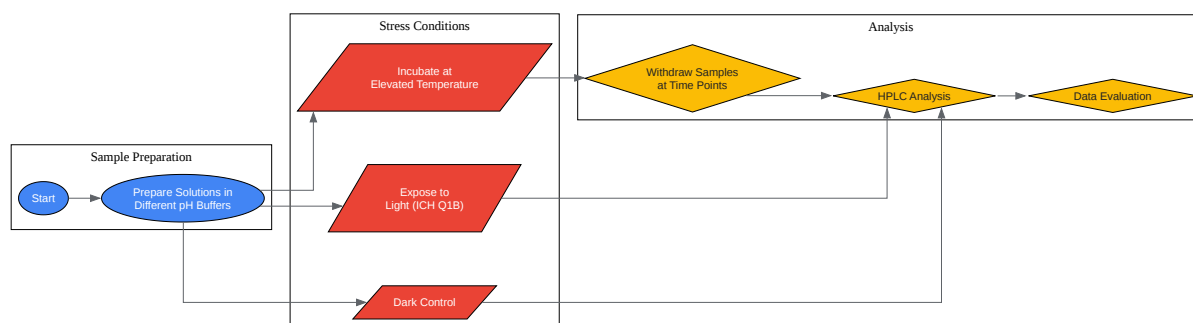 Stress Conditions
Analysis
Incubate at
Elevated Temperature
Withdraw Samples
at Time Points
HPLC Analysis
Data Evaluation
Sample Preparation
Start
Prepare Solutions in
Different pH Buffers
Expose to
Light (ICH Q1B)
Dark Control